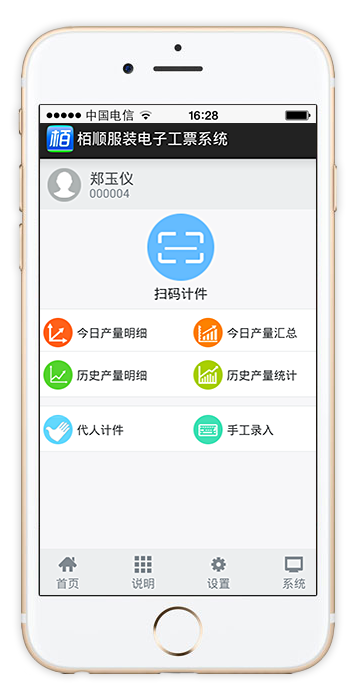 中国电信 16:28
栢 栢顺服装电子工票系统
郑玉仪
000004
扫码计件
今日产量明细 今日产量汇总
历史产量明细 历史产量统计
代人计件 手工录入
首页 说明 设置 系统